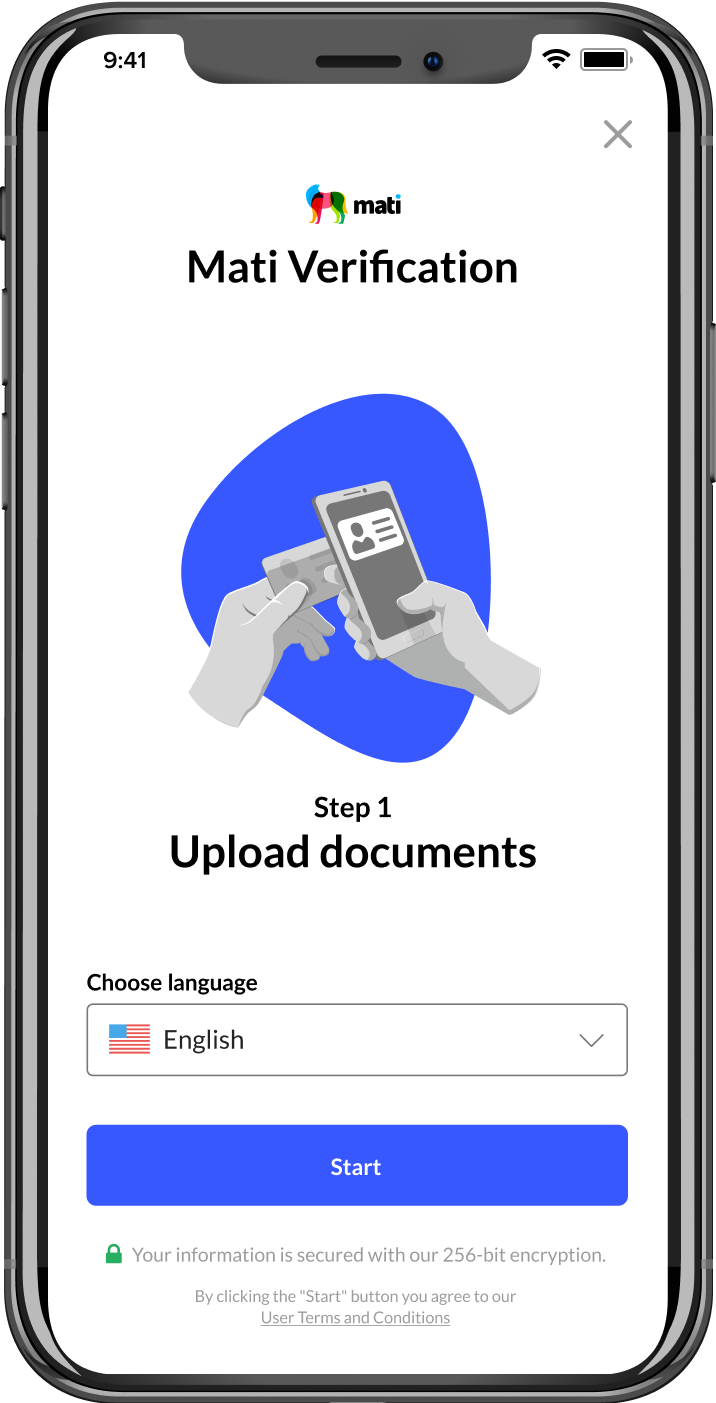 9:41
mati
Mati Verification
Step 1
Upload documents
Choose language
English
Start
Your information is secured with our 256-bit encryption.
By clicking the "Start" button you agree to our
User Terms and Conditions